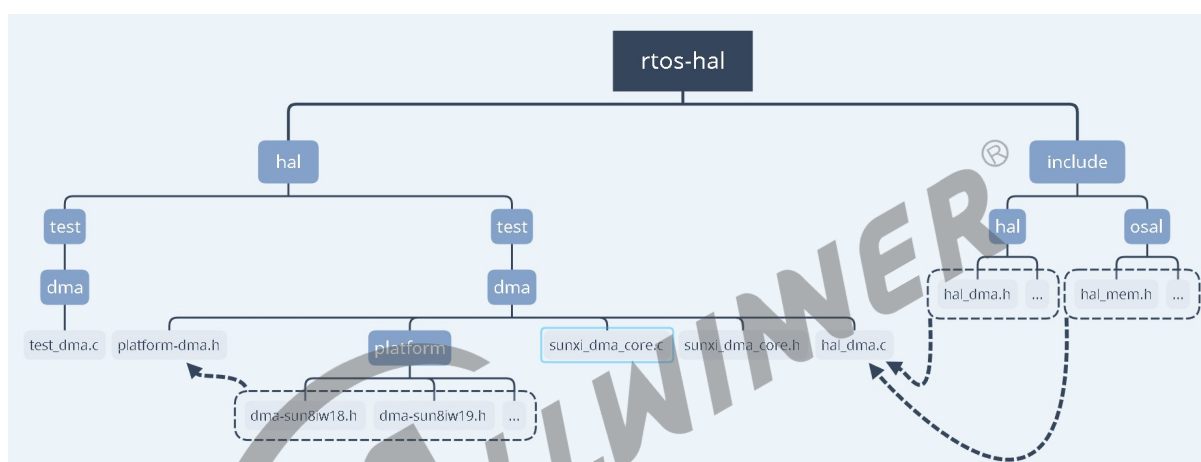 rtos-hal
hal
include
test
test
hal
osal
dma
dma
hal_dma.h
...
hal_mem.h
...
test_dma.c
platform-dma.h
platform
sunxi_dma_core.c
sunxi_dma_core.h
hal_dma.c
dma-sun8iw18.h
dma-sun8iw19.h
...
ALLWINNER®